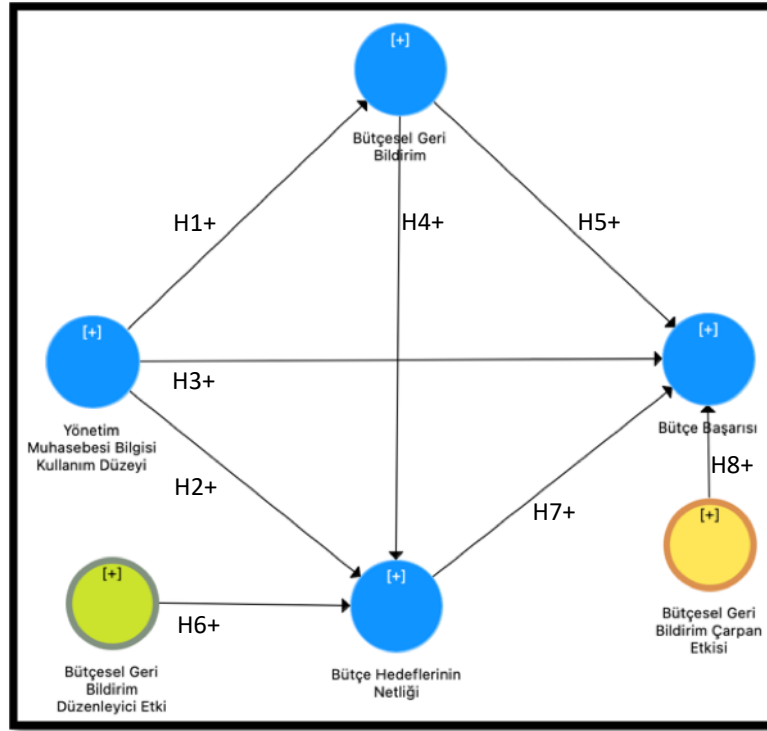 [+]
Bütçesel Geri
Bildirim
H1+
H4+
H5+
[+]
[+]
H3+
Yönetim
Muhasebesi Bilgisi
Kullanım Düzeyi
Bütçe Başarısı
H2+
H8+
H7+
[+]
[+]
[+]
H6+
Bütçesel Geri
Bildirim Çarpan
Etkisi
Bütçesel Geri
Bildirim
Düzenleyici Etki
Bütçe Hedeflerinin
Netliği